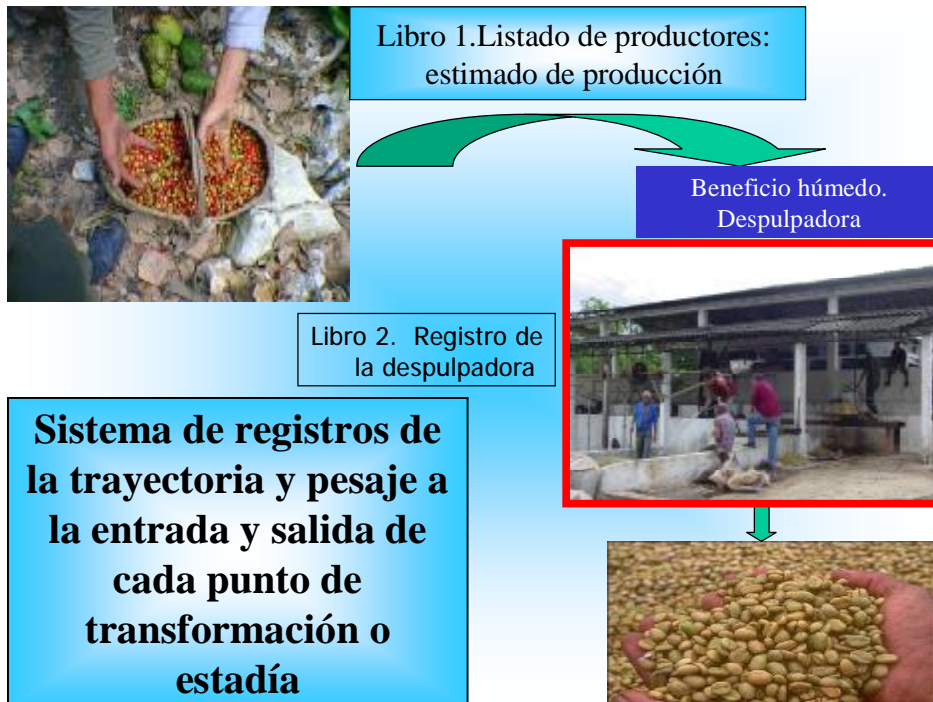 Libro 1.Listado de productores:
estimado de producción
Beneficio húmedo.
Despulpadora
Libro 2.  Registro de
la despulpadora
Sistema de registros de
la trayectoria y pesaje a
la entrada y salida de
cada punto de
transformación o
estadía